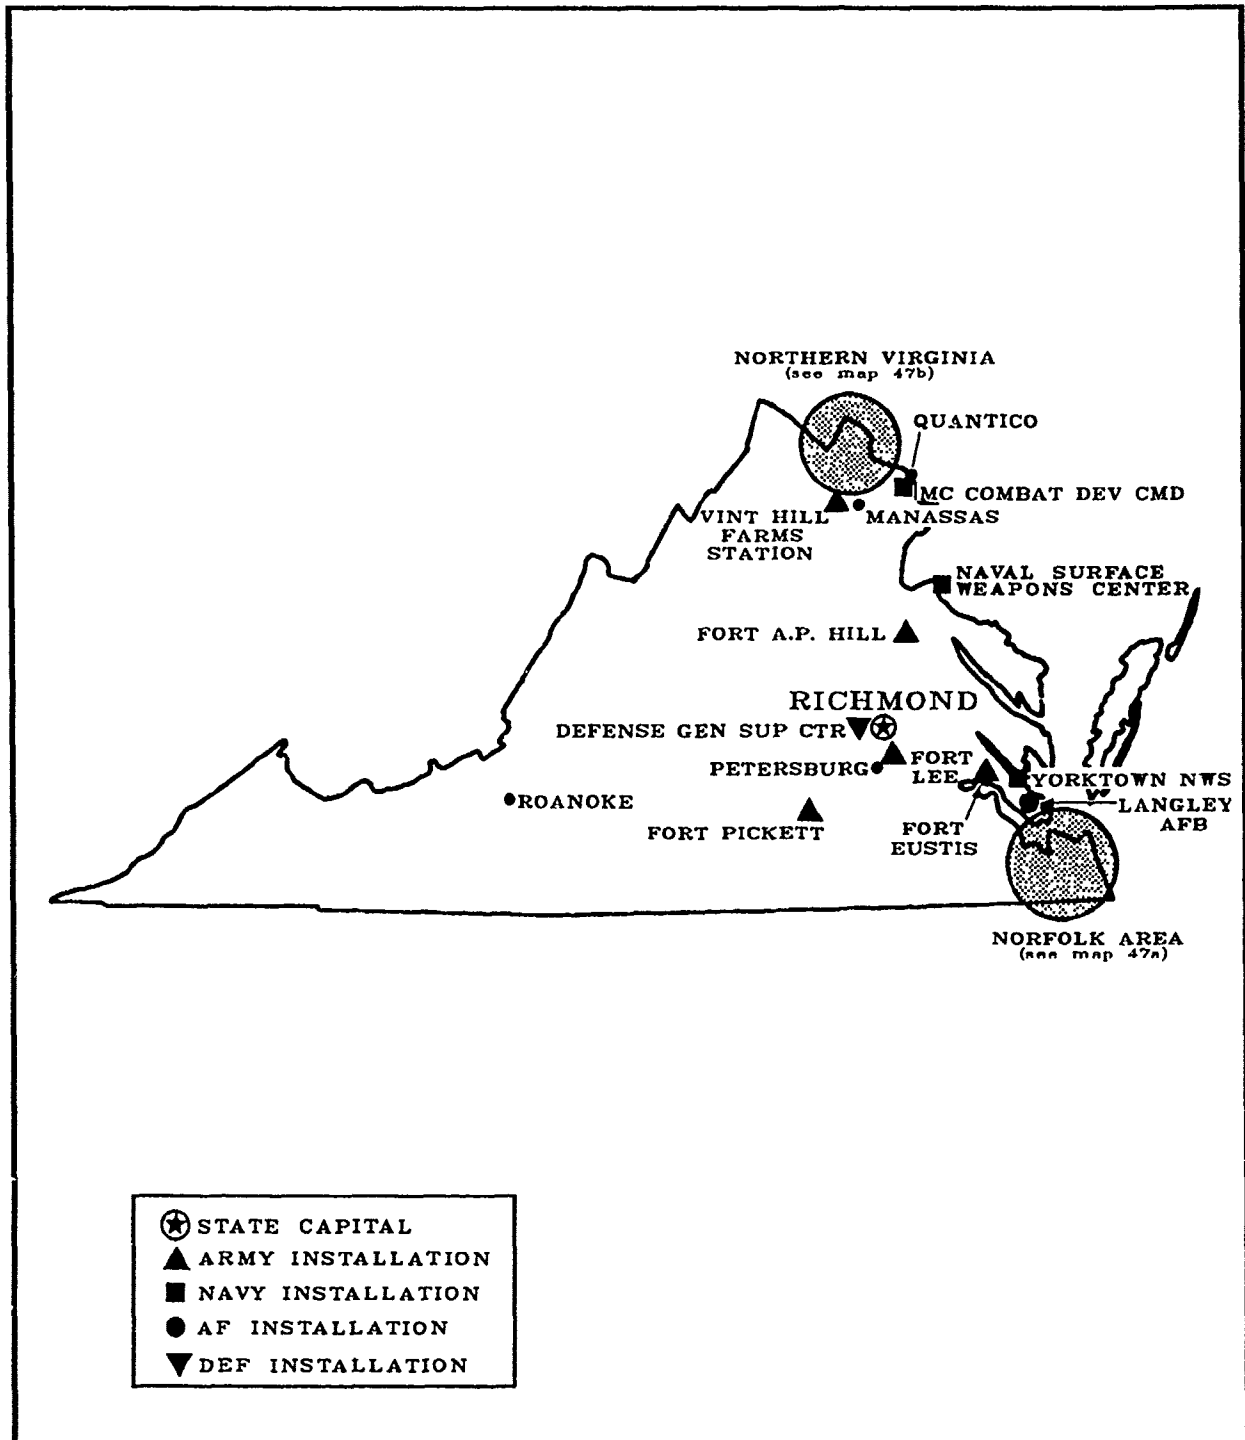 NORTHERN VIRGINIA
(see map 47b)
QUANTICO
MC COMBAT DEV CMD
VINT HILL
FARMS
STATION
MANASSAS
NAVAL SURFACE
WEAPONS CENTER
FORT A.P. HILL
RICHMOND
DEFENSE GEN SUP CTR
PETERSBURG
FORT
LEE
YORKTOWN NWS
ROANOKE
LANGLEY
AFB
FORT PICKETT
FORT
EUSTIS
NORFOLK AREA
(see map 47a)
STATE CAPITAL
ARMY INSTALLATION
NAVY INSTALLATION
AF INSTALLATION
DEF INSTALLATION